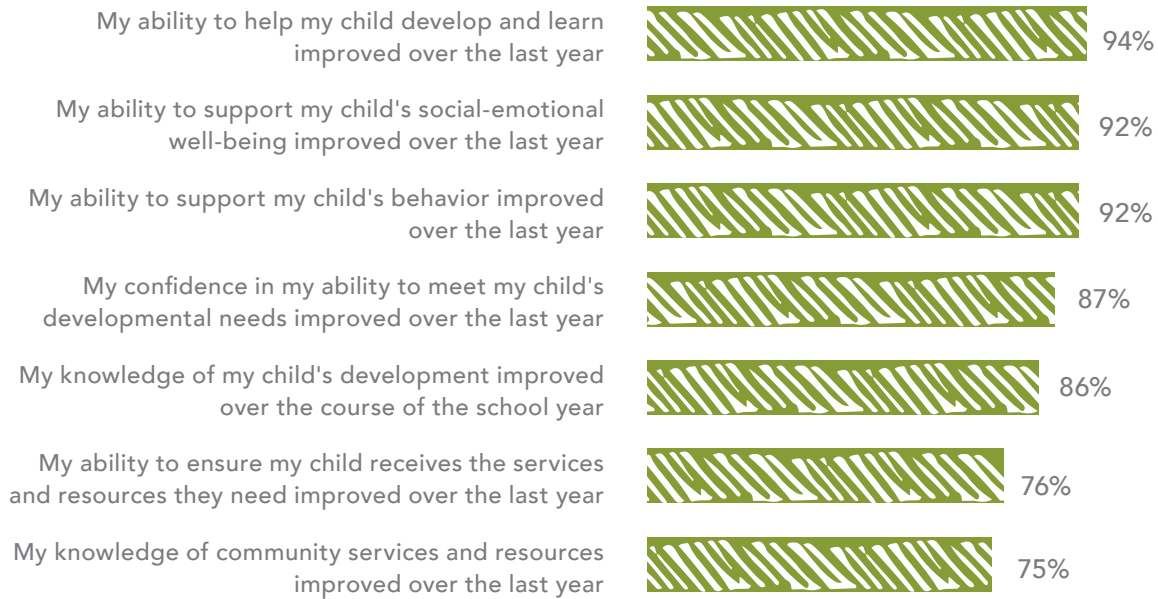 My ability to help my child develop and learn
improved over the last year
94%
My ability to support my child's social-emotional
well-being improved over the last year
92%
My ability to support my child's behavior improved
over the last year
92%
My confidence in my ability to meet my child's
developmental needs improved over the last year
87%
My knowledge of my child's development improved
over the course of the school year
86%
My ability to ensure my child receives the services
and resources they need improved over the last year
76%
My knowledge of community services and resources
improved over the last year
75%